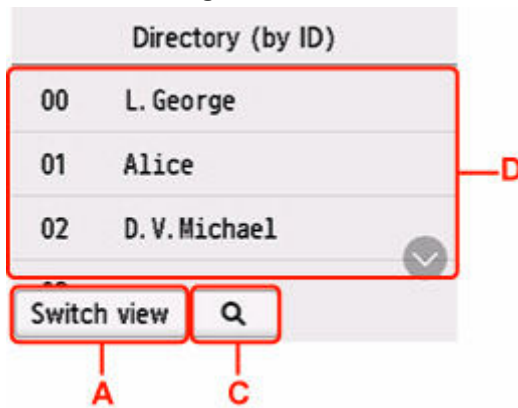 Directory (by ID)
00 L. George
01 Alice
02 D. V. Michael
D
Switch view
A
C